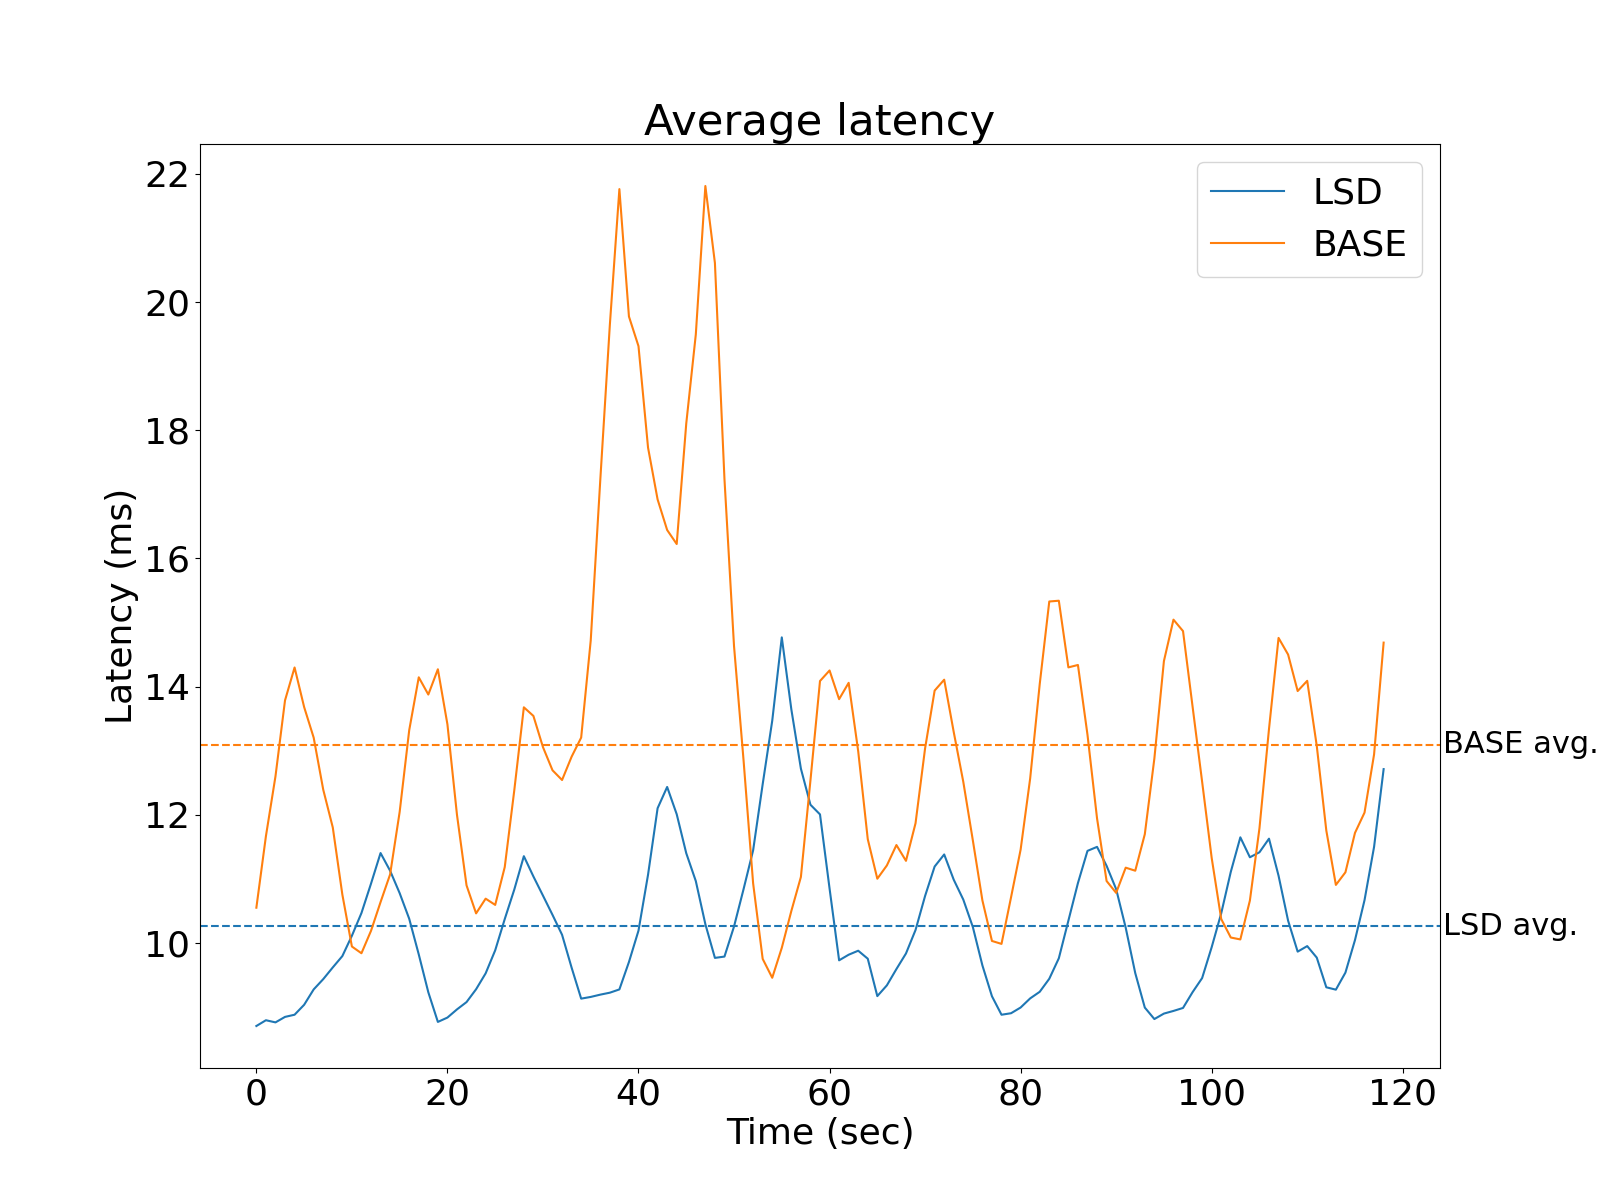 Average latency
22
20
18
16
14
12
10
Latency (ms)
LSD
BASE
BASE avg.
LSD avg.
0 20 40 60 80 100 120
Time (sec)